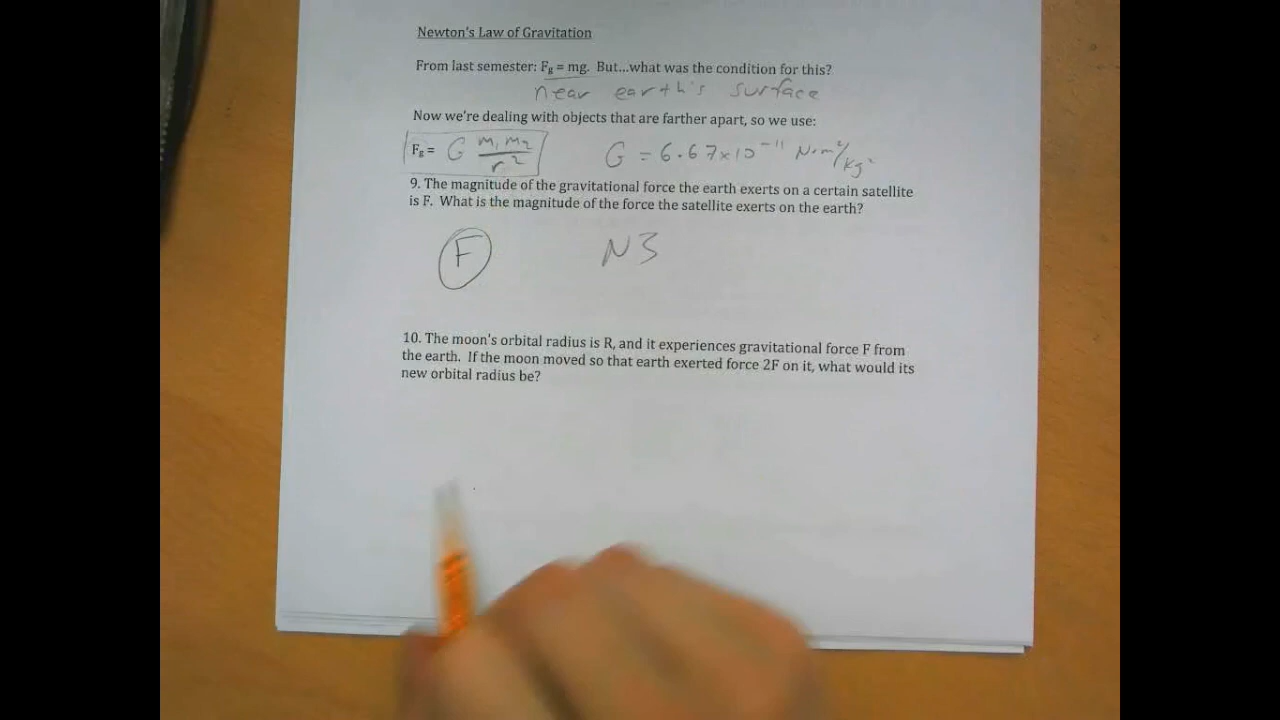 Newton's Law of Gravitation
From last semester: Fg = mg. But...what was the condition for this?
near earth's surface
Now we're dealing with objects that are farther apart, so we use:
Fg = G m₁m₂/r² G = 6.67×10⁻¹¹ N·m²/kg²
9. The magnitude of the gravitational force the earth exerts on a certain satellite
is F. What is the magnitude of the force the satellite exerts on the earth?
F N3
10. The moon's orbital radius is R, and it experiences gravitational force F from
the earth. If the moon moved so that earth exerted force 2F on it, what would its
new orbital radius be?